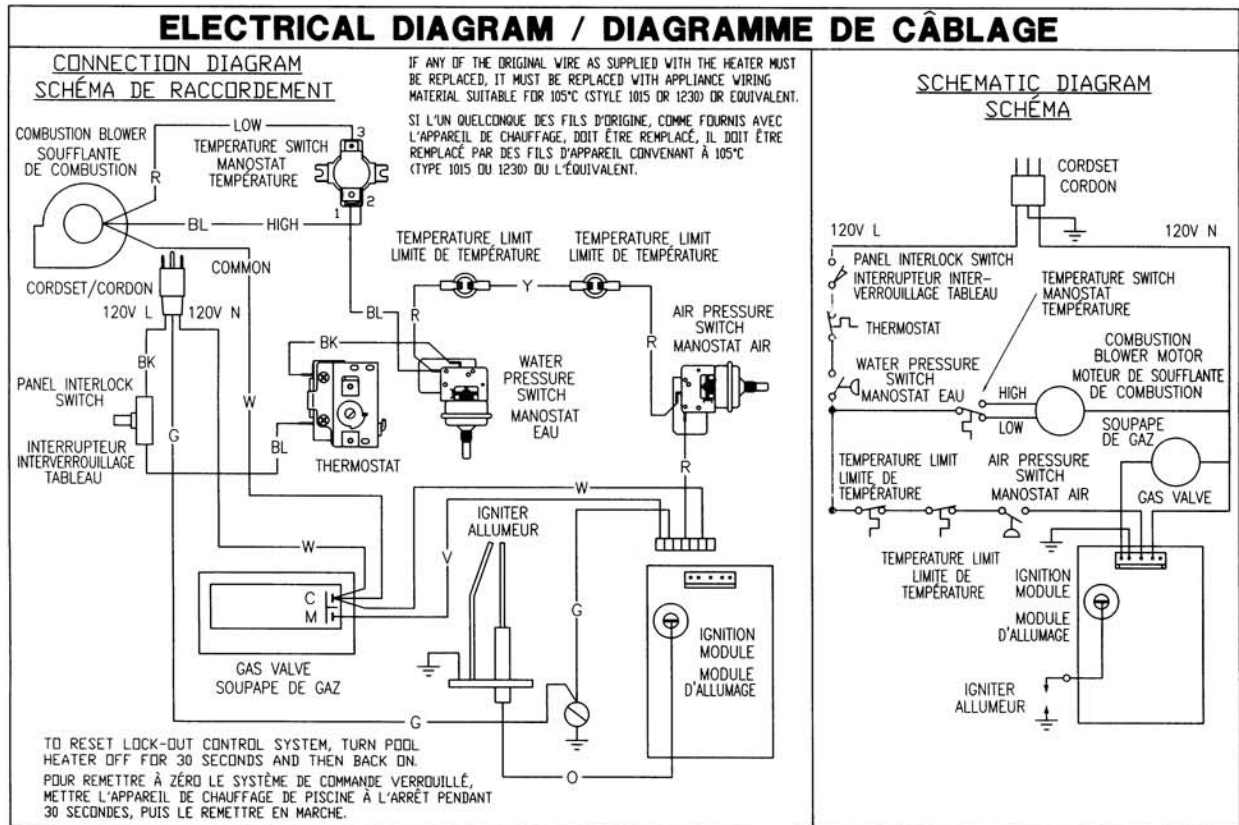 ELECTRICAL DIAGRAM / DIAGRAMME DE CÂBLAGE
CONNECTION DIAGRAM
SCHÉMA DE RACCORDEMENT
IF ANY OF THE ORIGINAL WIRE AS SUPPLIED WITH THE HEATER MUST
BE REPLACED, IT MUST BE REPLACED WITH APPLIANCE WIRING
MATERIAL SUITABLE FOR 105°C (STYLE 1015 OR 1230) OR EQUIVALENT.
SI L'UN QUELCONQUE DES FILS D'ORIGINE, COMME FOURNIS AVEC
L'APPAREIL DE CHAUFFAGE, DOIT ÊTRE REMPLACÉ, IL DOIT ÊTRE
REMPLACÉ PAR DES FILS D'APPAREIL CONVENANT À 105°C
(TYPE 1015 OU 1230) OU L'ÉQUIVALENT.
COMBUSTION BLOWER
SOUFFLANTE
DE COMBUSTION
LOW
3
TEMPERATURE SWITCH
MANOSTAT
TEMPÉRATURE
R
1
2
BL
HIGH
COMMON
CORDSET/CORDON
120V L
120V N
TEMPERATURE LIMIT
LIMITE DE TEMPÉRATURE
TEMPERATURE LIMIT
LIMITE DE TEMPÉRATURE
Y
BL
R
R
AIR PRESSURE
SWITCH
MANOSTAT AIR
BK
BK
WATER
PRESSURE
SWITCH
MANOSTAT
EAU
PANEL INTERLOCK
SWITCH
W
G
INTERRUPTEUR
INTERVERROUILLAGE
TABLEAU
BL
THERMOSTAT
R
W
IGNITER
ALLUMEUR
W
V
C
M
G
GAS VALVE
SOUPAPE DE GAZ
IGNITION
MODULE
MODULE
D'ALLUMAGE
G
O
TO RESET LOCK-OUT CONTROL SYSTEM, TURN POOL
HEATER OFF FOR 30 SECONDS AND THEN BACK ON.
POUR REMETTRE À ZÉRO LE SYSTÈME DE COMMANDE VERROUILLÉ,
METTRE L'APPAREIL DE CHAUFFAGE DE PISCINE À L'ARRÊT PENDANT
30 SECONDES, PUIS LE REMETTRE EN MARCHE.
SCHEMATIC DIAGRAM
SCHÉMA
CORDSET
CORDON
120V L
120V N
PANEL INTERLOCK SWITCH
INTERRUPTEUR INTER-
VERROUILLAGE TABLEAU
TEMPERATURE SWITCH
MANOSTAT
TEMPÉRATURE
THERMOSTAT
COMBUSTION
BLOWER MOTOR
MOTEUR DE SOUFFLANTE
DE COMBUSTION
WATER PRESSURE
SWITCH
MANOSTAT EAU
HIGH
LOW
SOUPAPE
DE GAZ
TEMPERATURE LIMIT
LIMITE DE
TEMPÉRATURE
AIR PRESSURE
SWITCH
MANOSTAT AIR
GAS VALVE
TEMPERATURE LIMIT
LIMITE DE
TEMPÉRATURE
IGNITION
MODULE
MODULE
D'ALLUMAGE
IGNITER
ALLUMEUR